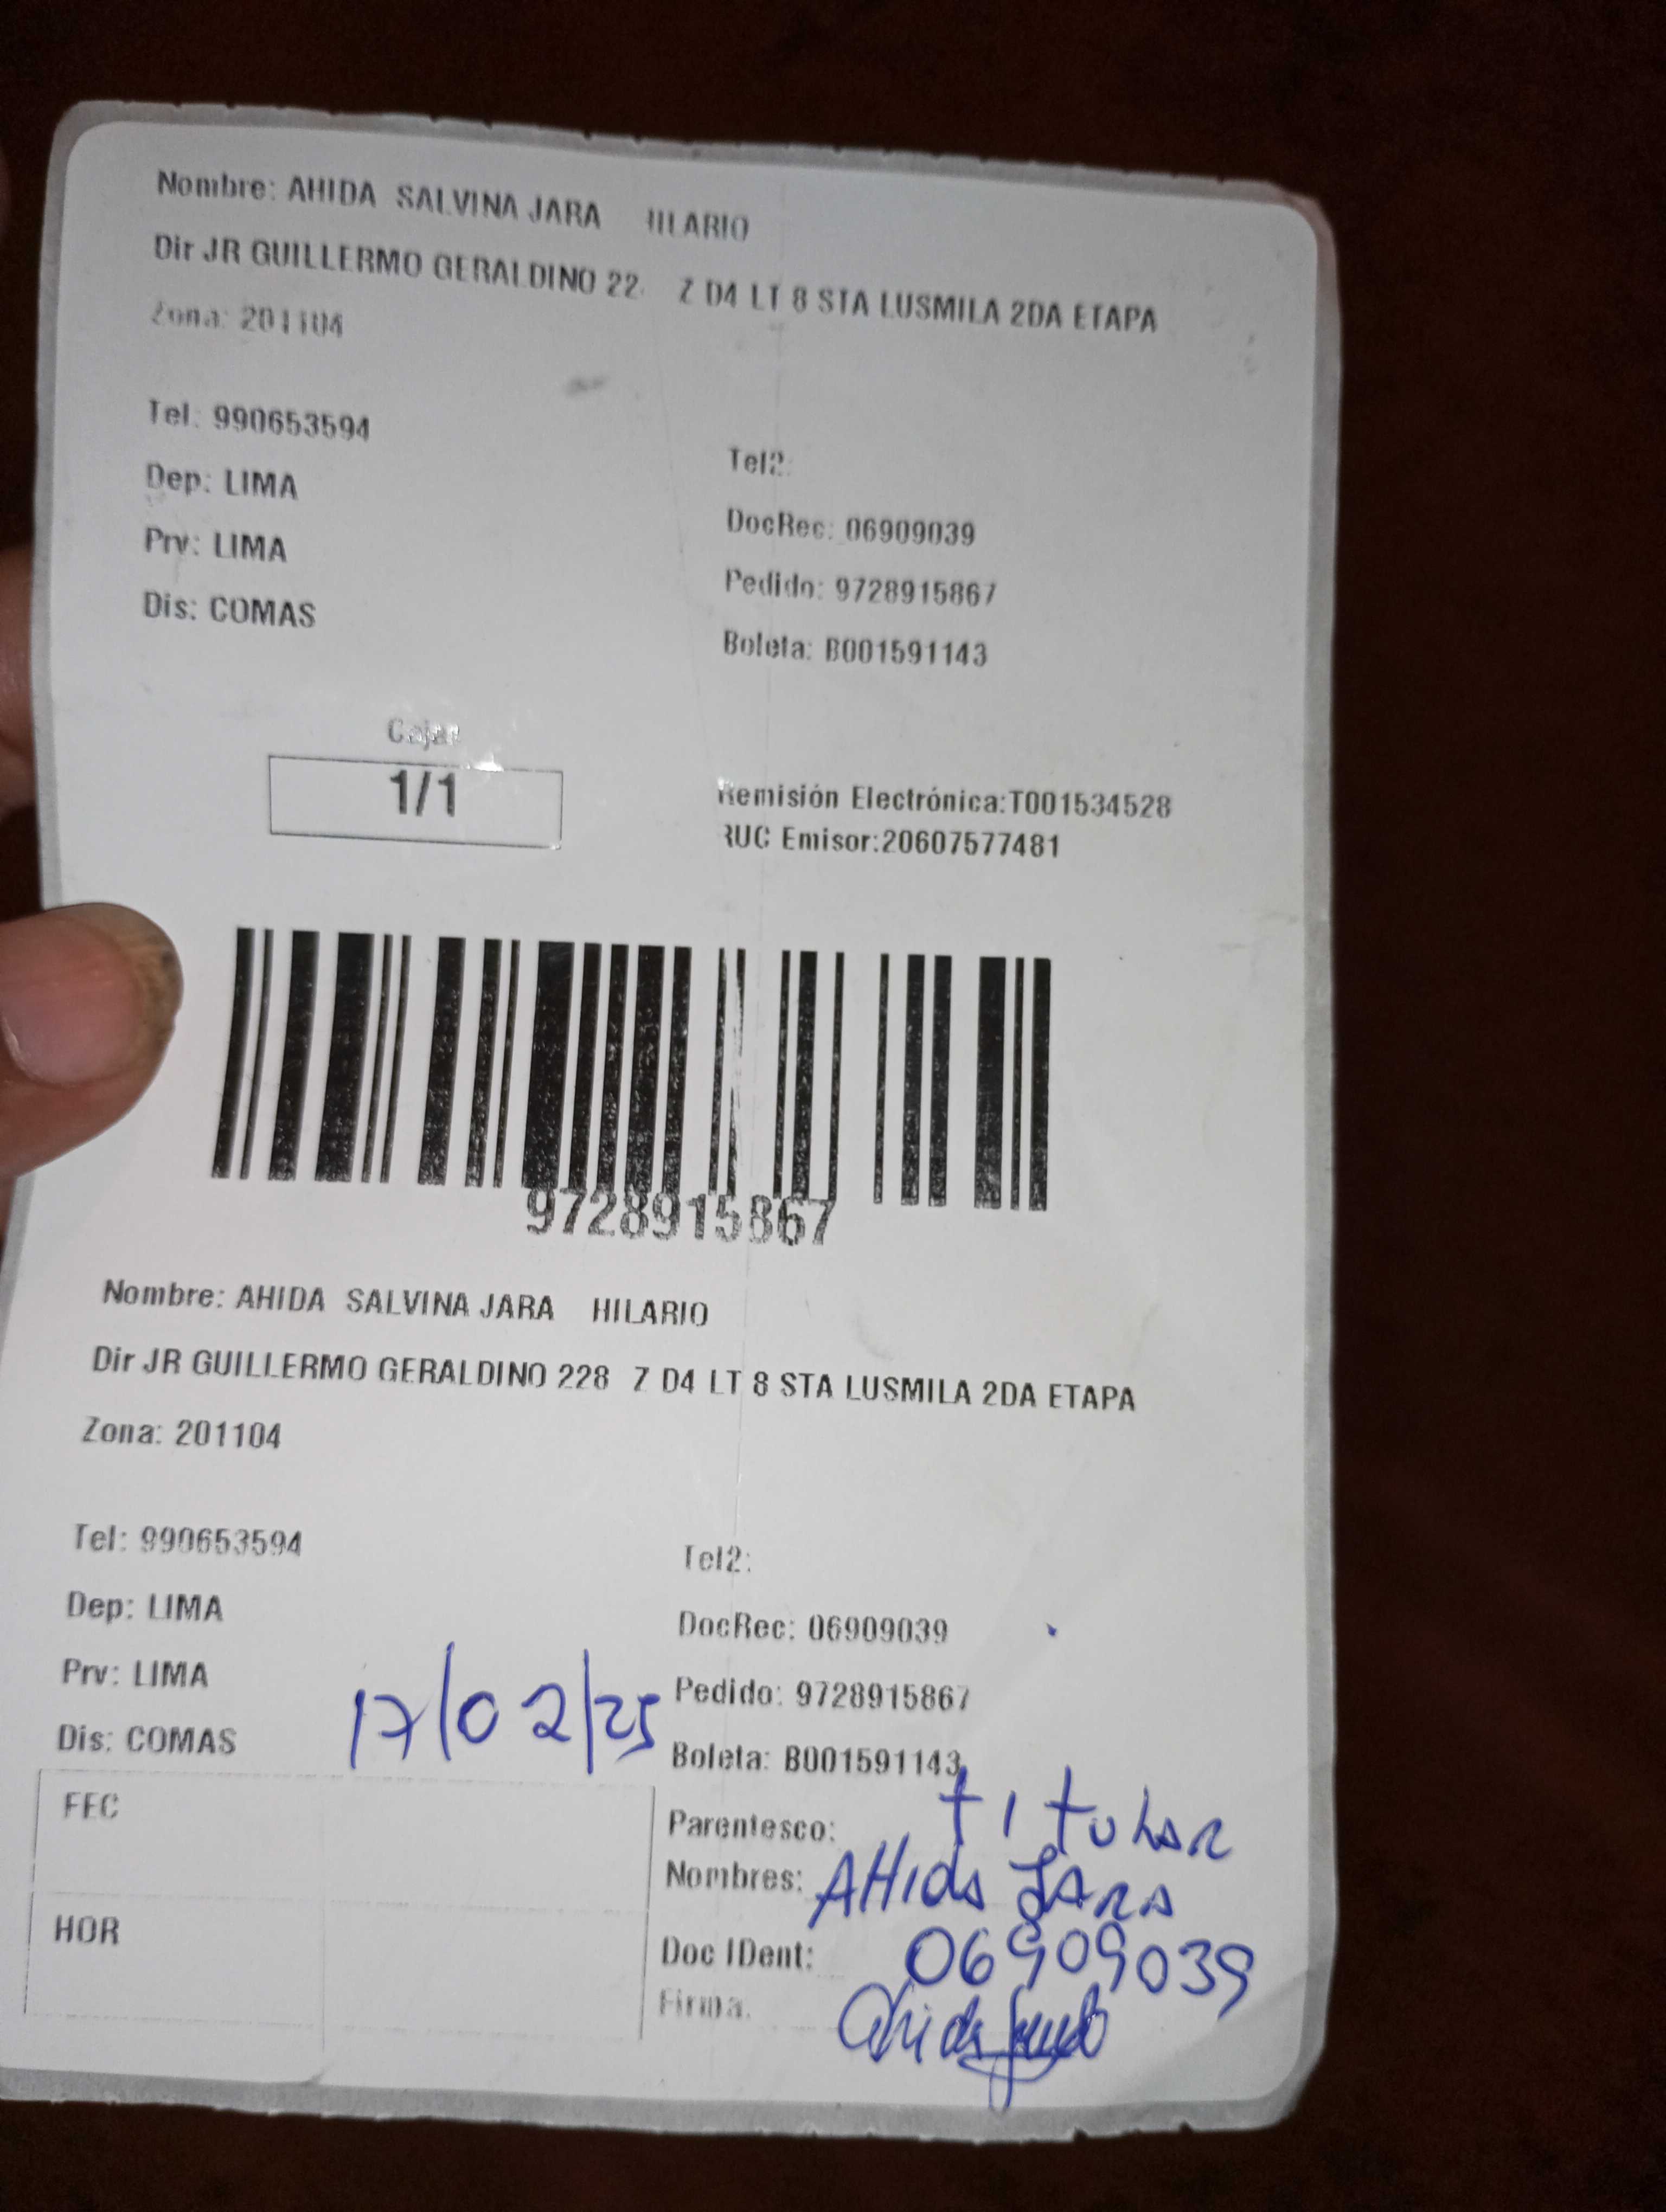 Nombre: AHIDA SALVINA JARA HILARIO
Dir JR GUILLERMO GERALDINO 22 Z D4 LT 8 STA LUSMILA 2DA ETAPA
Zona: 201104
Tel: 990653594
Tel2:
Dep: LIMA
DocRec: 06909039
Prv: LIMA
Pedido: 9728915867
Dis: COMAS
Boleta: B001591143
Cajas
1/1
Remisión Electrónica:T001534528
RUC Emisor:20607577481
9728915867
Nombre: AHIDA SALVINA JARA HILARIO
Dir JR GUILLERMO GERALDINO 228 Z D4 LT 8 STA LUSMILA 2DA ETAPA
Zona: 201104
Tel: 990653594
Tel2:
Dep: LIMA
DocRec: 06909039
Prv: LIMA
Pedido: 9728915867
Dis: COMAS
17/02/25
Boleta: B001591143
FEC
Parentesco: titular
Nombres: AHida JARA
HOR
Doc IDent: 06909039
Firma.